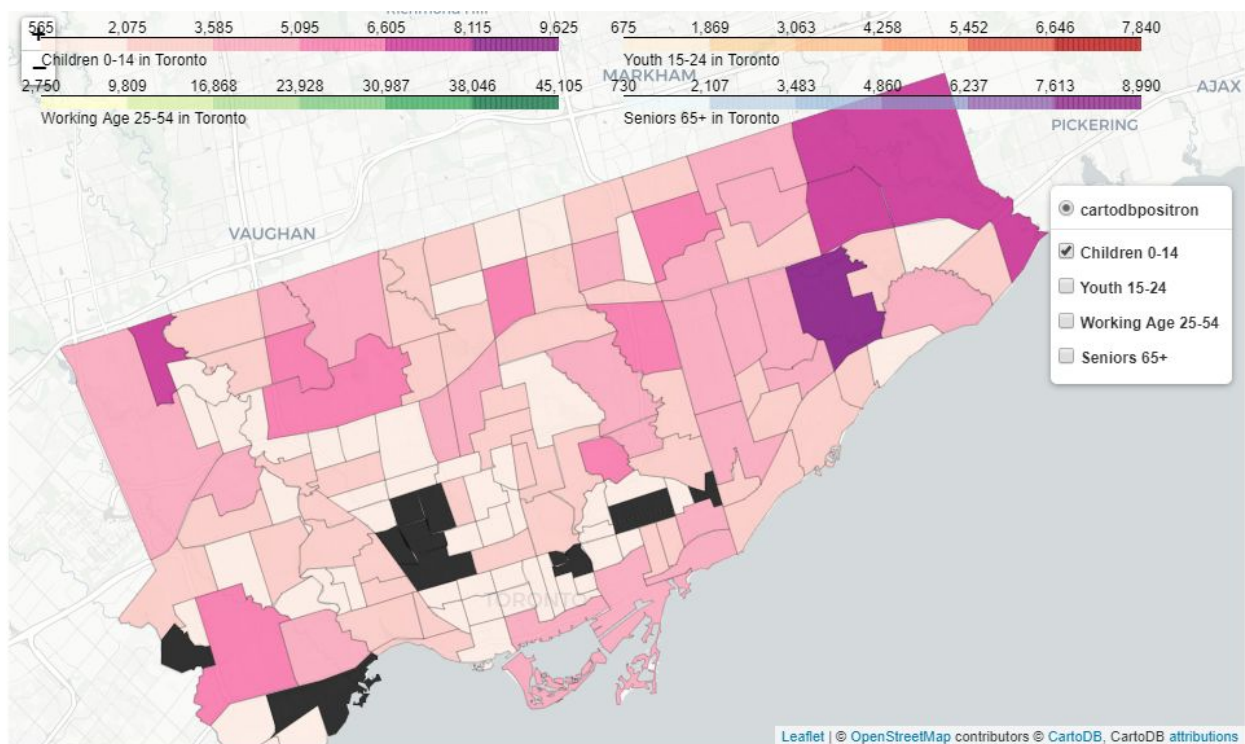 Richmond Hill
565 2,075 3,585 5,095 6,605 8,115 9,625
Children 0-14 in Toronto
675 1,869 3,063 4,258 5,452 6,646 7,840
Youth 15-24 in Toronto
+
−
2,750 9,809 16,868 23,928 30,987 38,046 45,105
Working Age 25-54 in Toronto
730 2,107 3,483 4,860 6,237 7,613 8,990
Seniors 65+ in Toronto
MARKHAM
AJAX
PICKERING
VAUGHAN
cartodbpositron
Children 0-14
Youth 15-24
Working Age 25-54
Seniors 65+
TORONTO
Leaflet | © OpenStreetMap contributors © CartoDB, CartoDB attributions